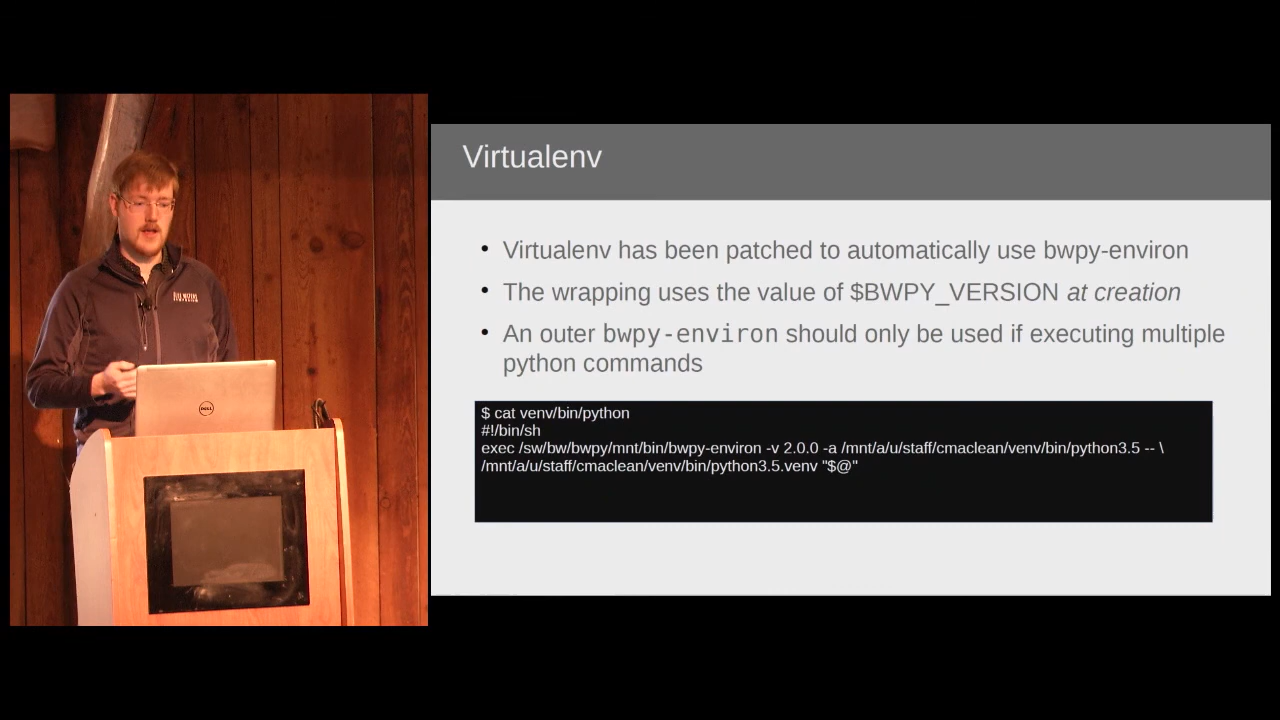 Virtualenv
• Virtualenv has been patched to automatically use bwpy-environ
• The wrapping uses the value of $BWPY_VERSION at creation
• An outer bwpy-environ should only be used if executing multiple
python commands
$ cat venv/bin/python
#!/bin/sh
exec /sw/bw/bwpy/mnt/bin/bwpy-environ -v 2.0.0 -a /mnt/a/u/staff/cmaclean/venv/bin/python3.5 -- \
/mnt/a/u/staff/cmaclean/venv/bin/python3.5.venv "$@"
BLUE WATERS
SYMPOSIUM
DELL